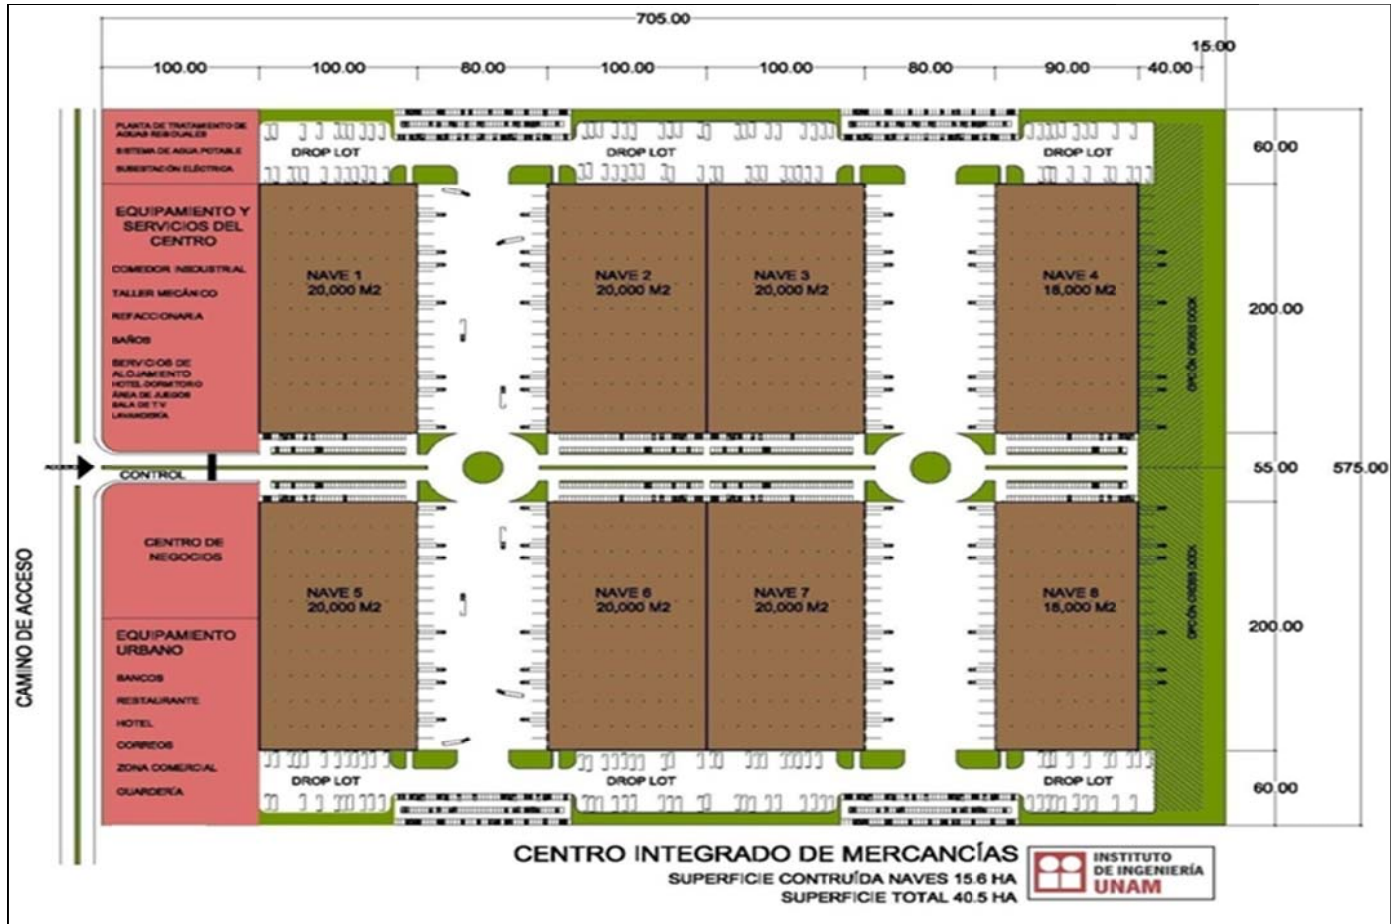 705.00
15.00
100.00 100.00 80.00 100.00 100.00 80.00 90.00 40.00
PLANTA DE TRATAMIENTO DE
AGUAS RESIDUALES
SISTEMA DE AGUA POTABLE
SUBESTACIÓN ELÉCTRICA
DROP LOT
DROP LOT
DROP LOT
60.00
EQUIPAMIENTO Y
SERVICIOS DEL
CENTRO
COMEDOR INSDUSTRIAL
TALLER MECÁNICO
REFACCIONARIA
BAÑOS
SERVICIOS DE
ALOJAMIENTO
HOTEL-DORMITORIO
ÁREA DE JUEGOS
SALA DE TV
LAVANDERÍA
NAVE 1
20,000 M2
NAVE 2
20,000 M2
NAVE 3
20,000 M2
NAVE 4
18,000 M2
OPCIÓN CROSS DOCK
200.00
CONTROL
55.00
575.00
CAMINO DE ACCESO
CENTRO DE
NEGOCIOS
EQUIPAMIENTO
URBANO
BANCOS
RESTAURANTE
HOTEL
CORREOS
ZONA COMERCIAL
GUARDERÍA
NAVE 5
20,000 M2
NAVE 6
20,000 M2
NAVE 7
20,000 M2
NAVE 8
18,000 M2
OPCIÓN CROSS DOCK
200.00
DROP LOT
DROP LOT
DROP LOT
60.00
CENTRO INTEGRADO DE MERCANCÍAS
SUPERFICIE CONTRUÍDA NAVES 15.6 HA
SUPERFICIE TOTAL 40.5 HA
INSTITUTO
DE INGENIERÍA
UNAM